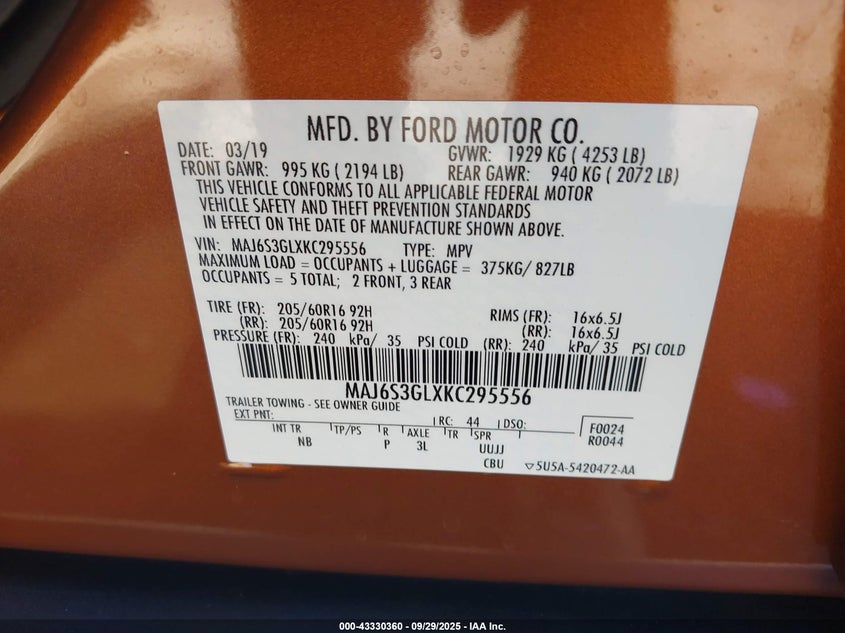 MFD. BY FORD MOTOR CO.
DATE: 03/19 GVWR: 1929 KG ( 4253 LB)
FRONT GAWR: 995 KG ( 2194 LB) REAR GAWR: 940 KG ( 2072 LB)
THIS VEHICLE CONFORMS TO ALL APPLICABLE FEDERAL MOTOR
VEHICLE SAFETY AND THEFT PREVENTION STANDARDS
IN EFFECT ON THE DATE OF MANUFACTURE SHOWN ABOVE.
VIN: MAJ6S3GLXKC295556 TYPE: MPV
MAXIMUM LOAD = OCCUPANTS + LUGGAGE = 375KG/ 827LB
OCCUPANTS = 5 TOTAL; 2 FRONT, 3 REAR
TIRE (FR): 205/60R16 92H RIMS (FR): 16x6.5J
(RR): 205/60R16 92H (RR): 16x6.5J
PRESSURE (FR): 240 kPa/ 35 PSI COLD (RR): 240 kPa/ 35 PSI COLD
MAJ6S3GLXKC295556
TRAILER TOWING - SEE OWNER GUIDE
EXT PNT: RC: 44 DSO: F0024
INT TR TP/PS R AXLE TR SPR R0044
NB P 3L UUJJ
CBU ▽5U5A-5420472-AA
000-43330360 - 09/29/2025 - IAA Inc.